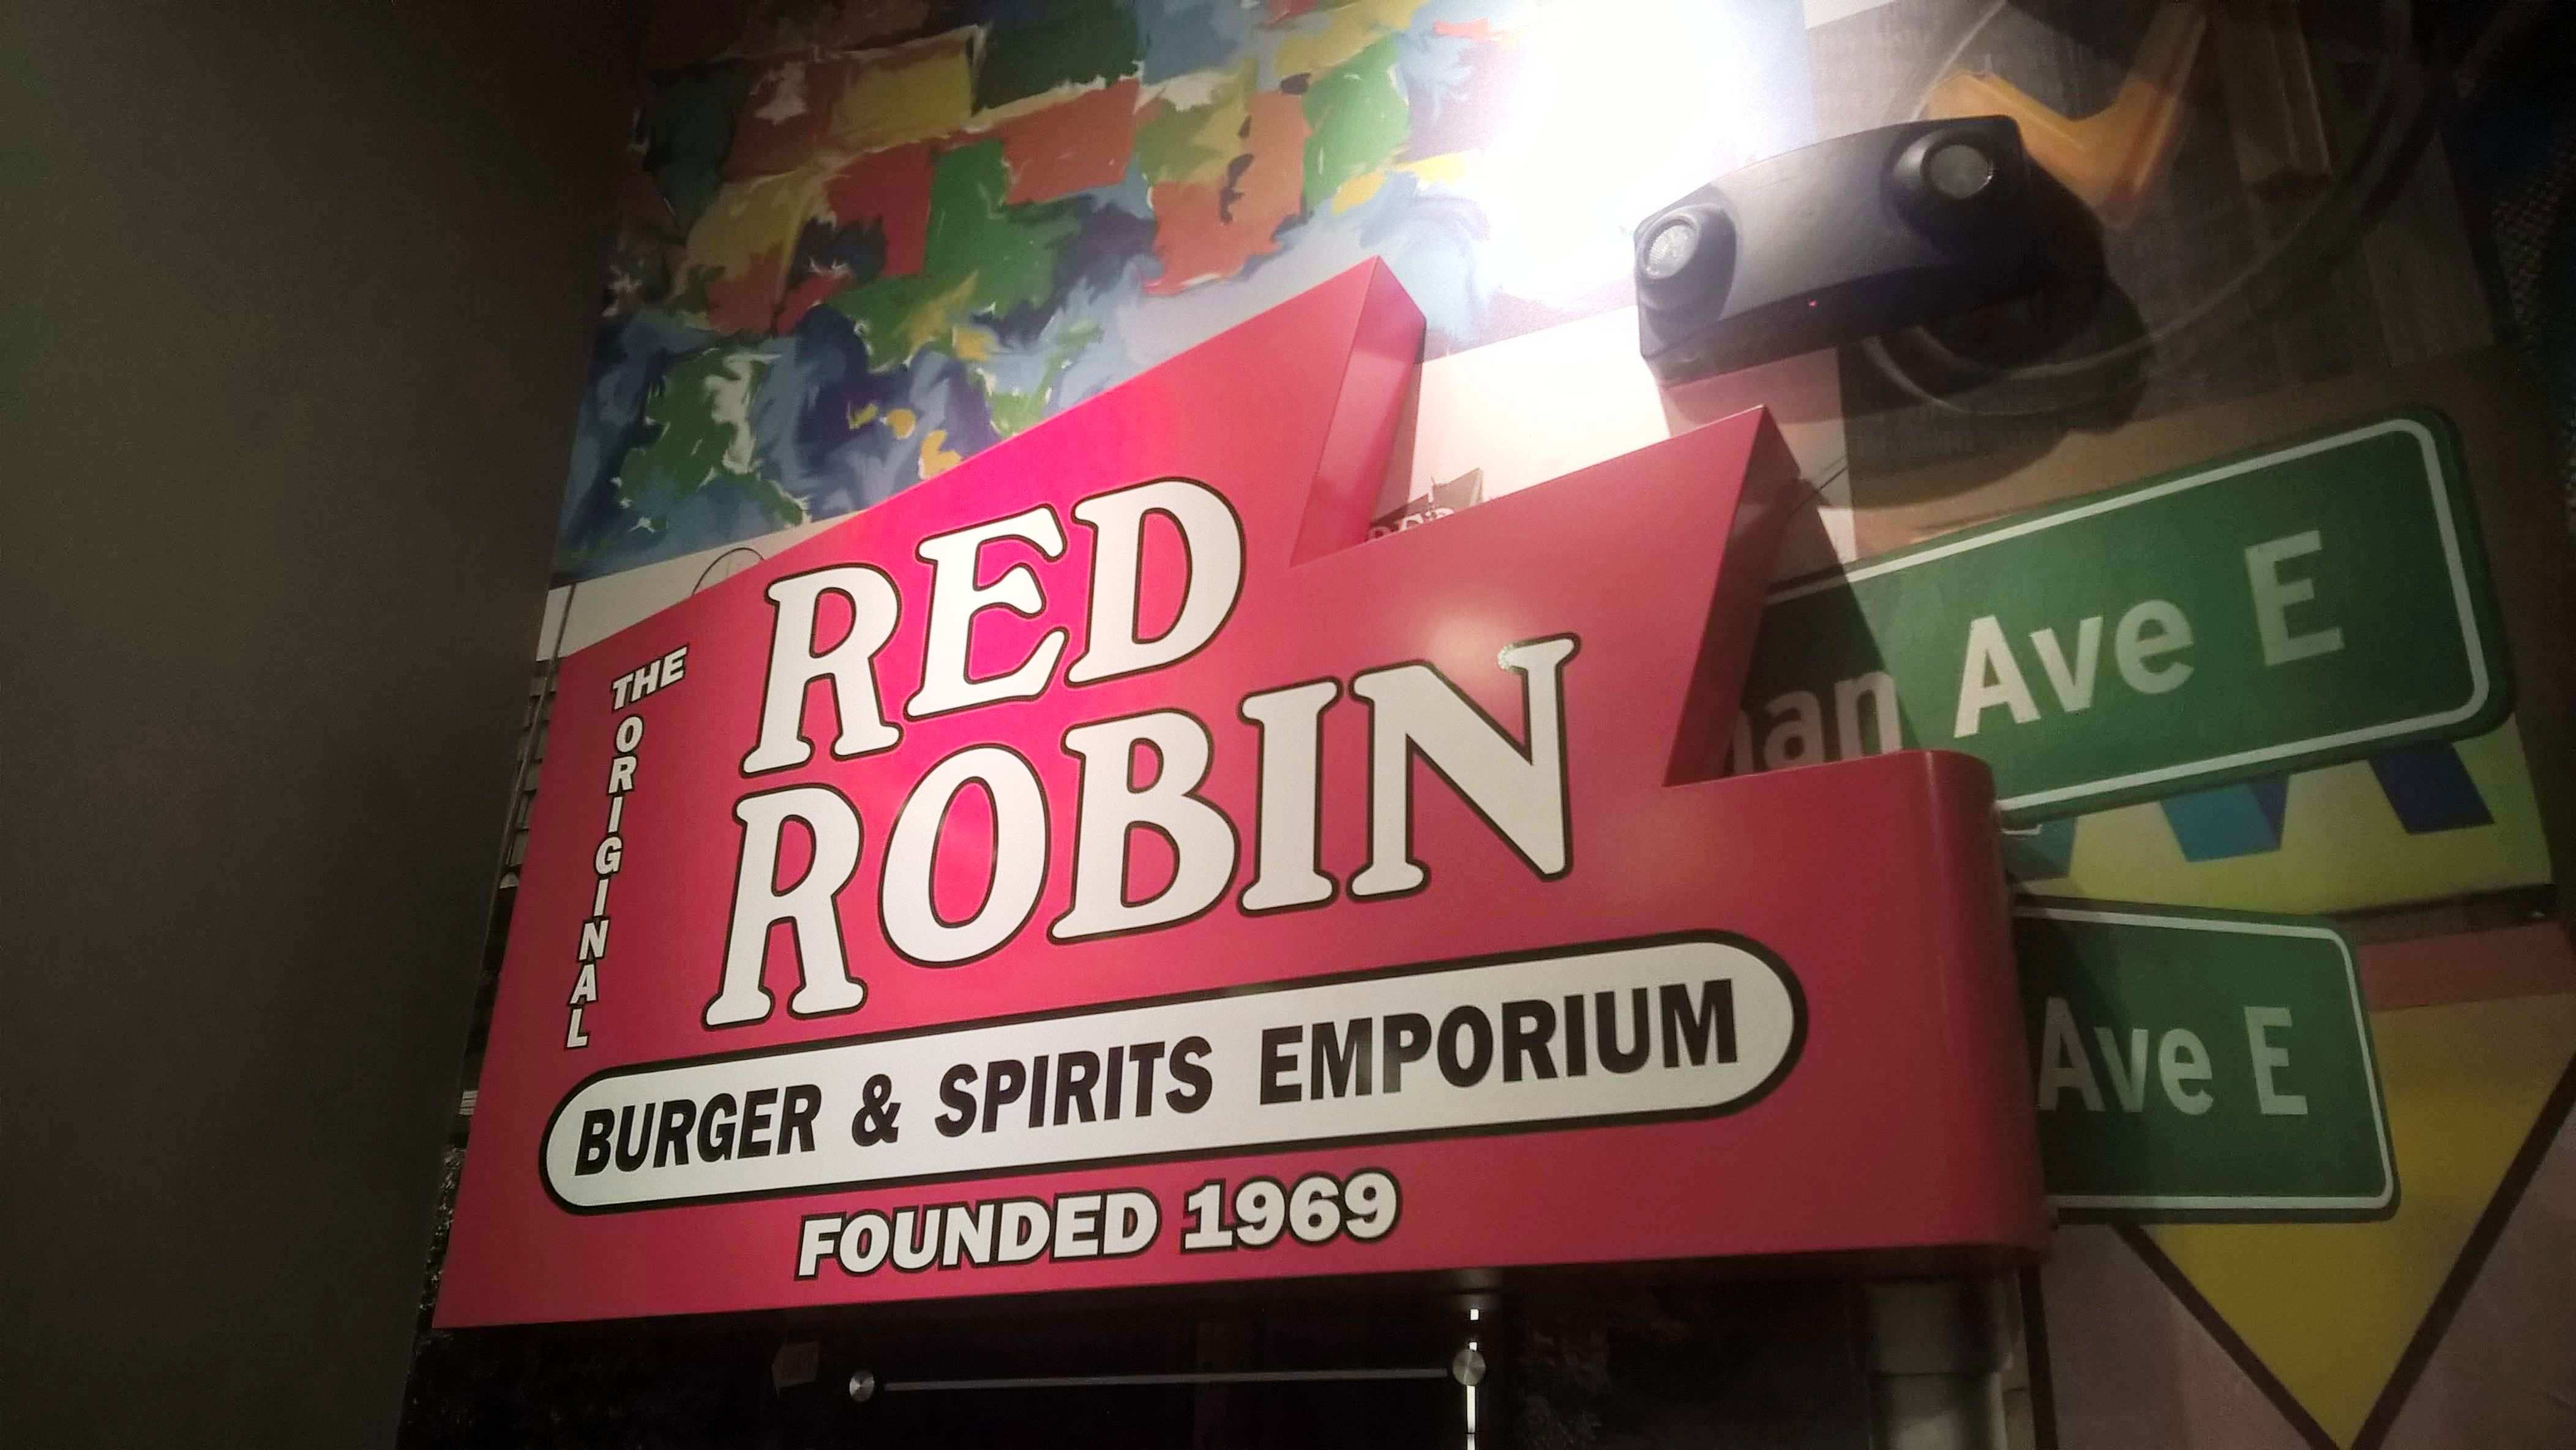 THE
ORIGINAL
RED
ROBIN
BURGER & SPIRITS EMPORIUM
FOUNDED 1969
Ave E
Ave E